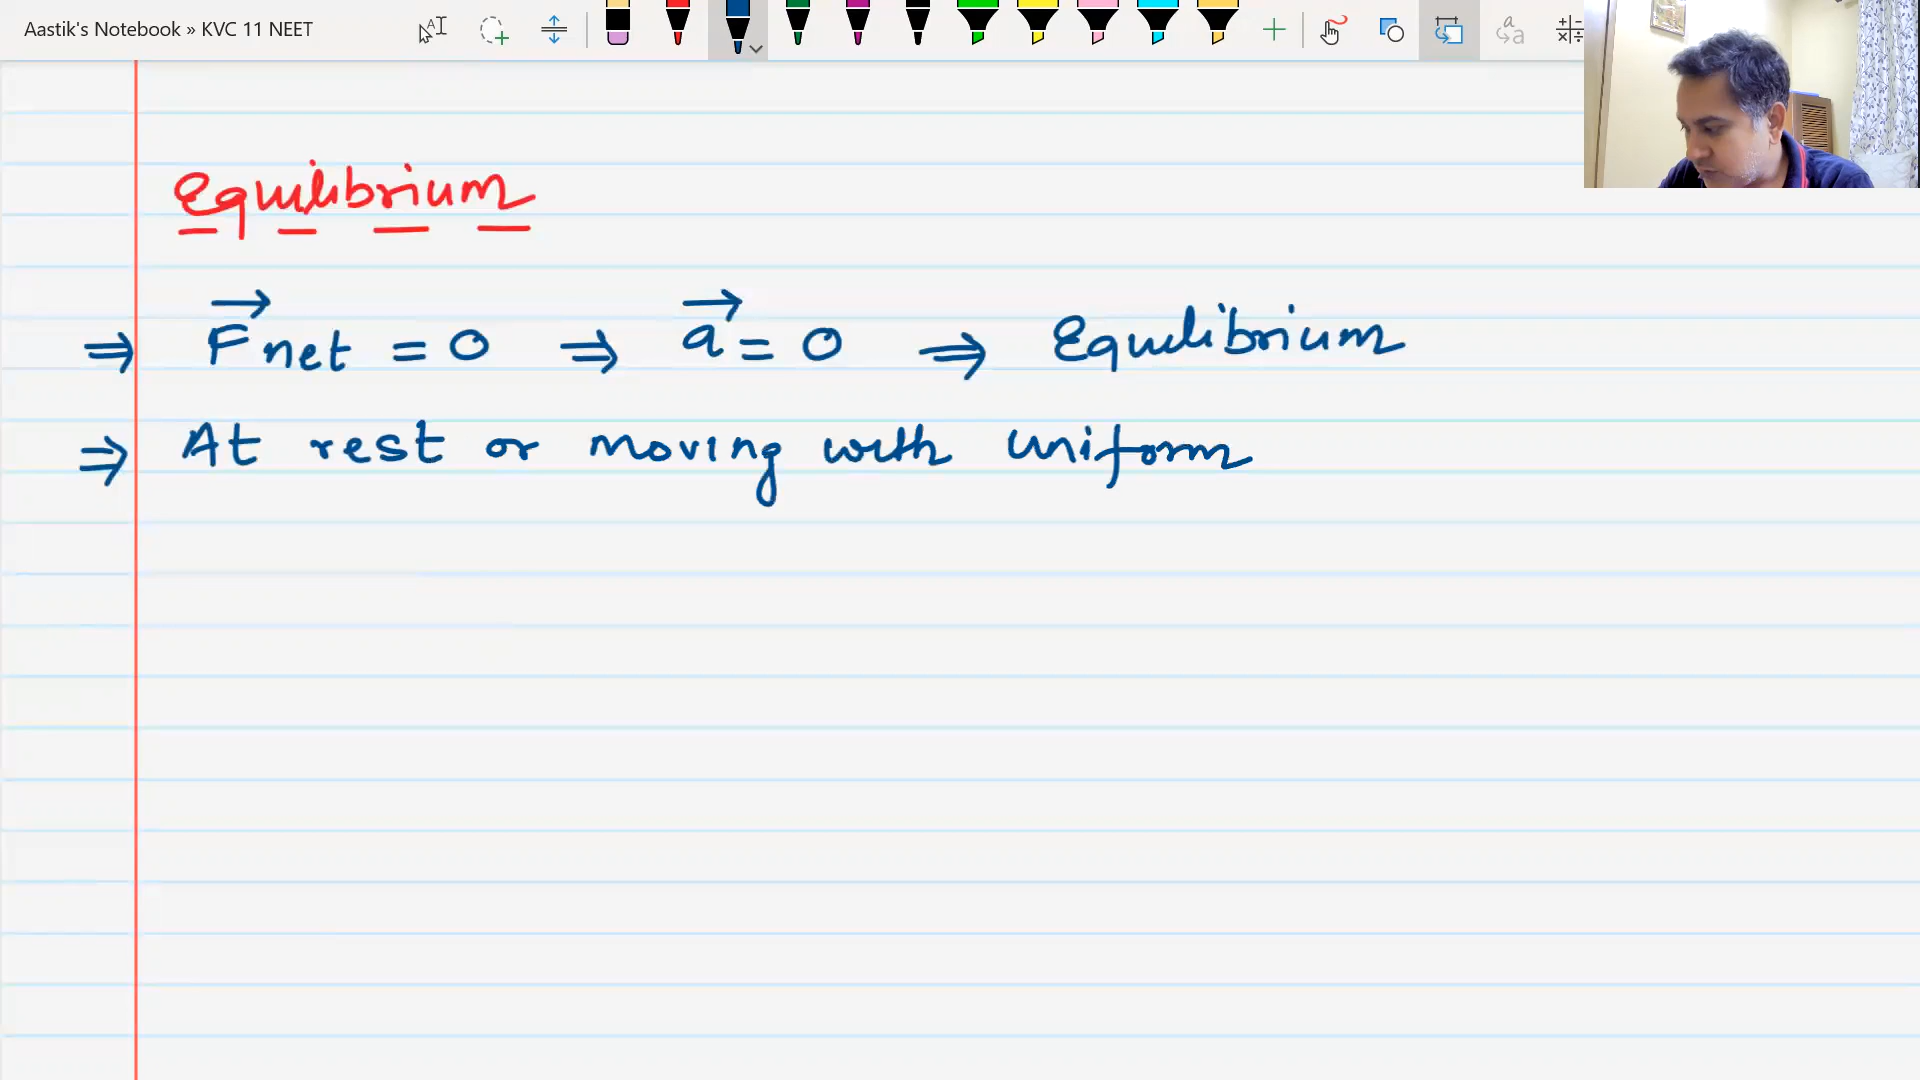 Aastik's Notebook » KVC 11 NEET
Equilibrium
⇒ F⃗net = 0 ⇒ a⃗ = 0 ⇒ Equilibrium
⇒ At rest or moving with uniform